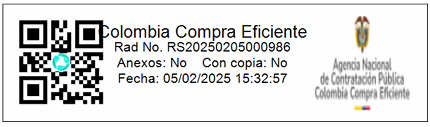 Colombia Compra Eficiente
Rad No. RS20250205000986
Anexos: No Con copia: No
Fecha: 05/02/2025 15:32:57
Agencia Nacional
de Contratación Pública
Colombia Compra Eficiente